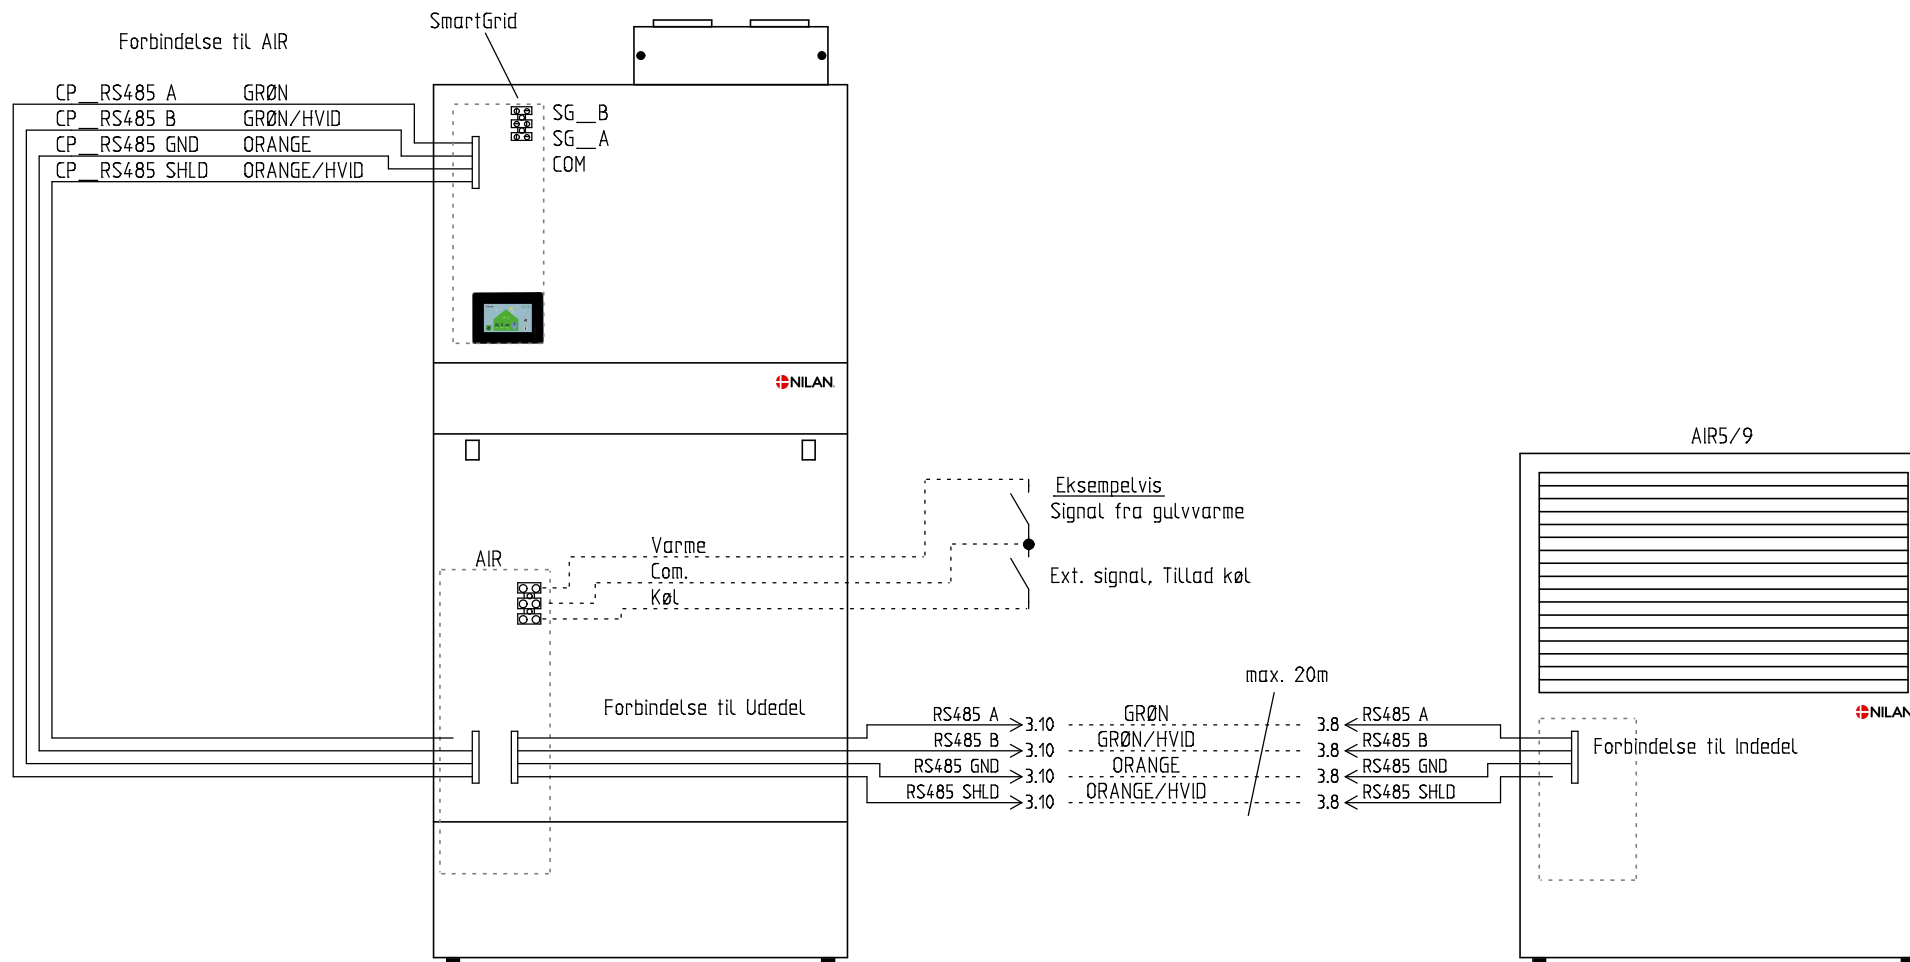 SmartGrid
Forbindelse til AIR
CP__RS485 A GRØN
CP__RS485 B GRØN/HVID
CP__RS485 GND ORANGE
CP__RS485 SHLD ORANGE/HVID
SG__B
SG__A
COM
NILAN
AIR5/9
Eksempelvis
Signal fra gulvvarme
Varme
AIR
Com.
Ext. signal, Tillad køl
Køl
max. 20m
Forbindelse til Udedel
RS485 A 3.10 GRØN 3.8 RS485 A
RS485 B 3.10 GRØN/HVID 3.8 RS485 B
RS485 GND 3.10 ORANGE 3.8 RS485 GND
RS485 SHLD 3.10 ORANGE/HVID 3.8 RS485 SHLD
NILAN
Forbindelse til Indedel